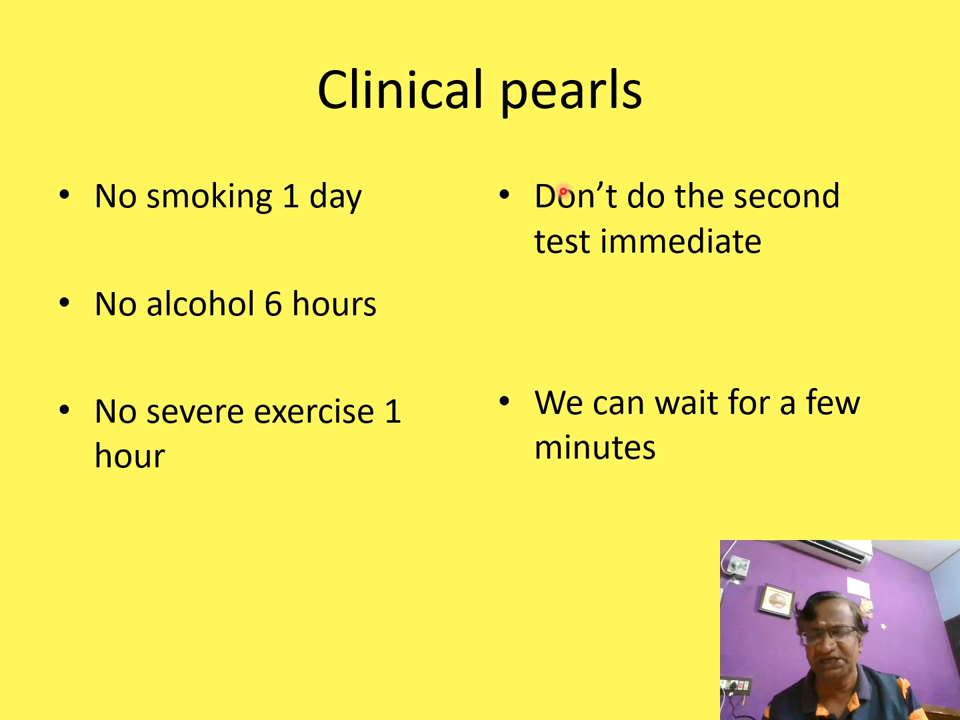 Clinical pearls
• No smoking 1 day
• No alcohol 6 hours
• No severe exercise 1
hour
• Don’t do the second
test immediate
• We can wait for a few
minutes